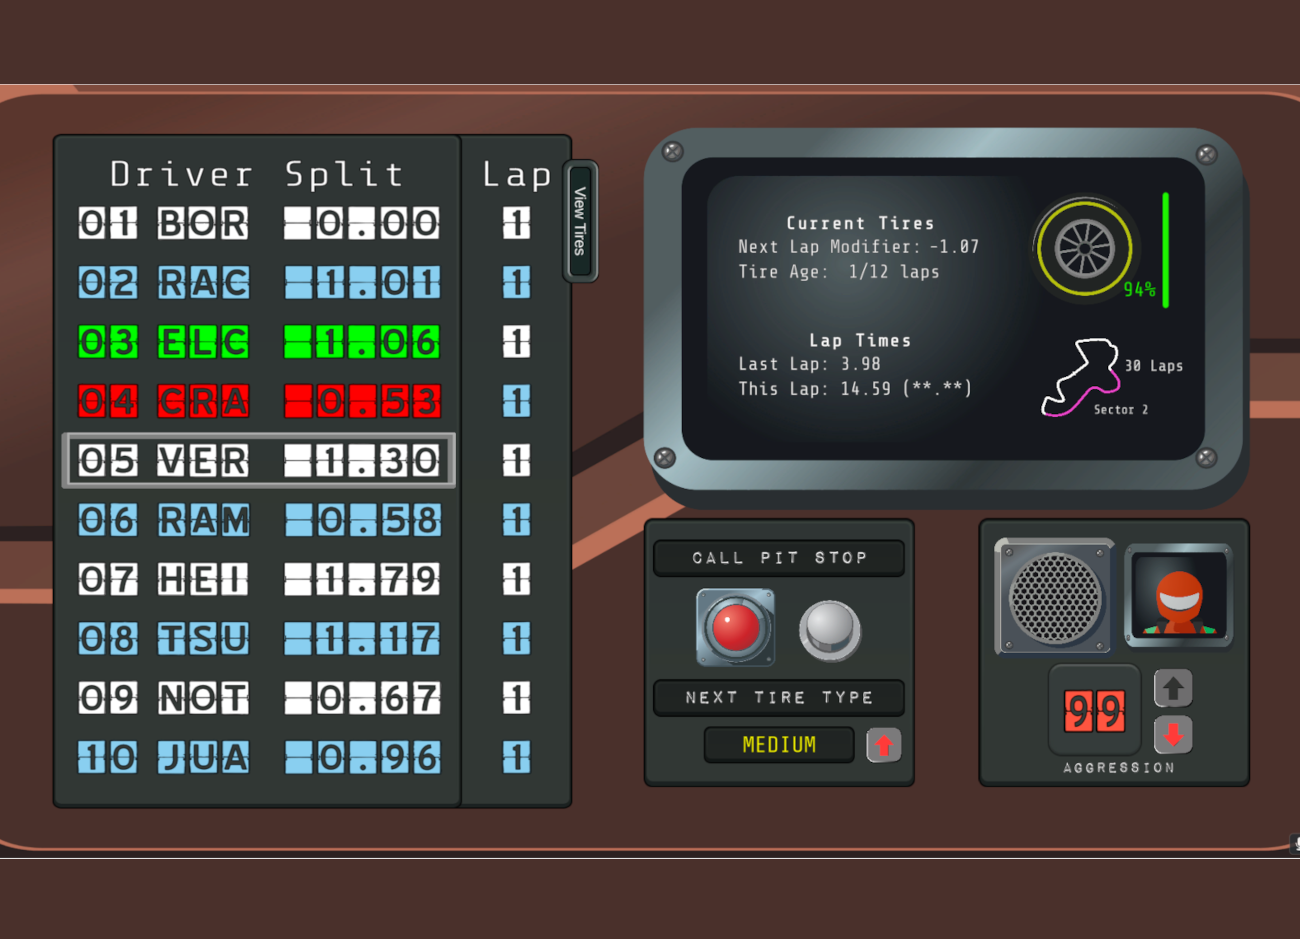 Driver Split Lap
01 BOR 0.00 1
02 RAC 1.01 1
03 ELC 1.06 1
04 CRA 0.53 1
05 VER 1.30 1
06 RAM 0.58 1
07 HEI 1.79 1
08 TSU 1.17 1
09 NOT 0.67 1
10 JUA 0.96 1
View Tires
Current Tires
Next Lap Modifier: -1.07
Tire Age: 1/12 laps
94%
Lap Times
Last Lap: 3.98
This Lap: 14.59 (**.**)
30 Laps
Sector 2
CALL PIT STOP
NEXT TIRE TYPE
MEDIUM
99
AGGRESSION